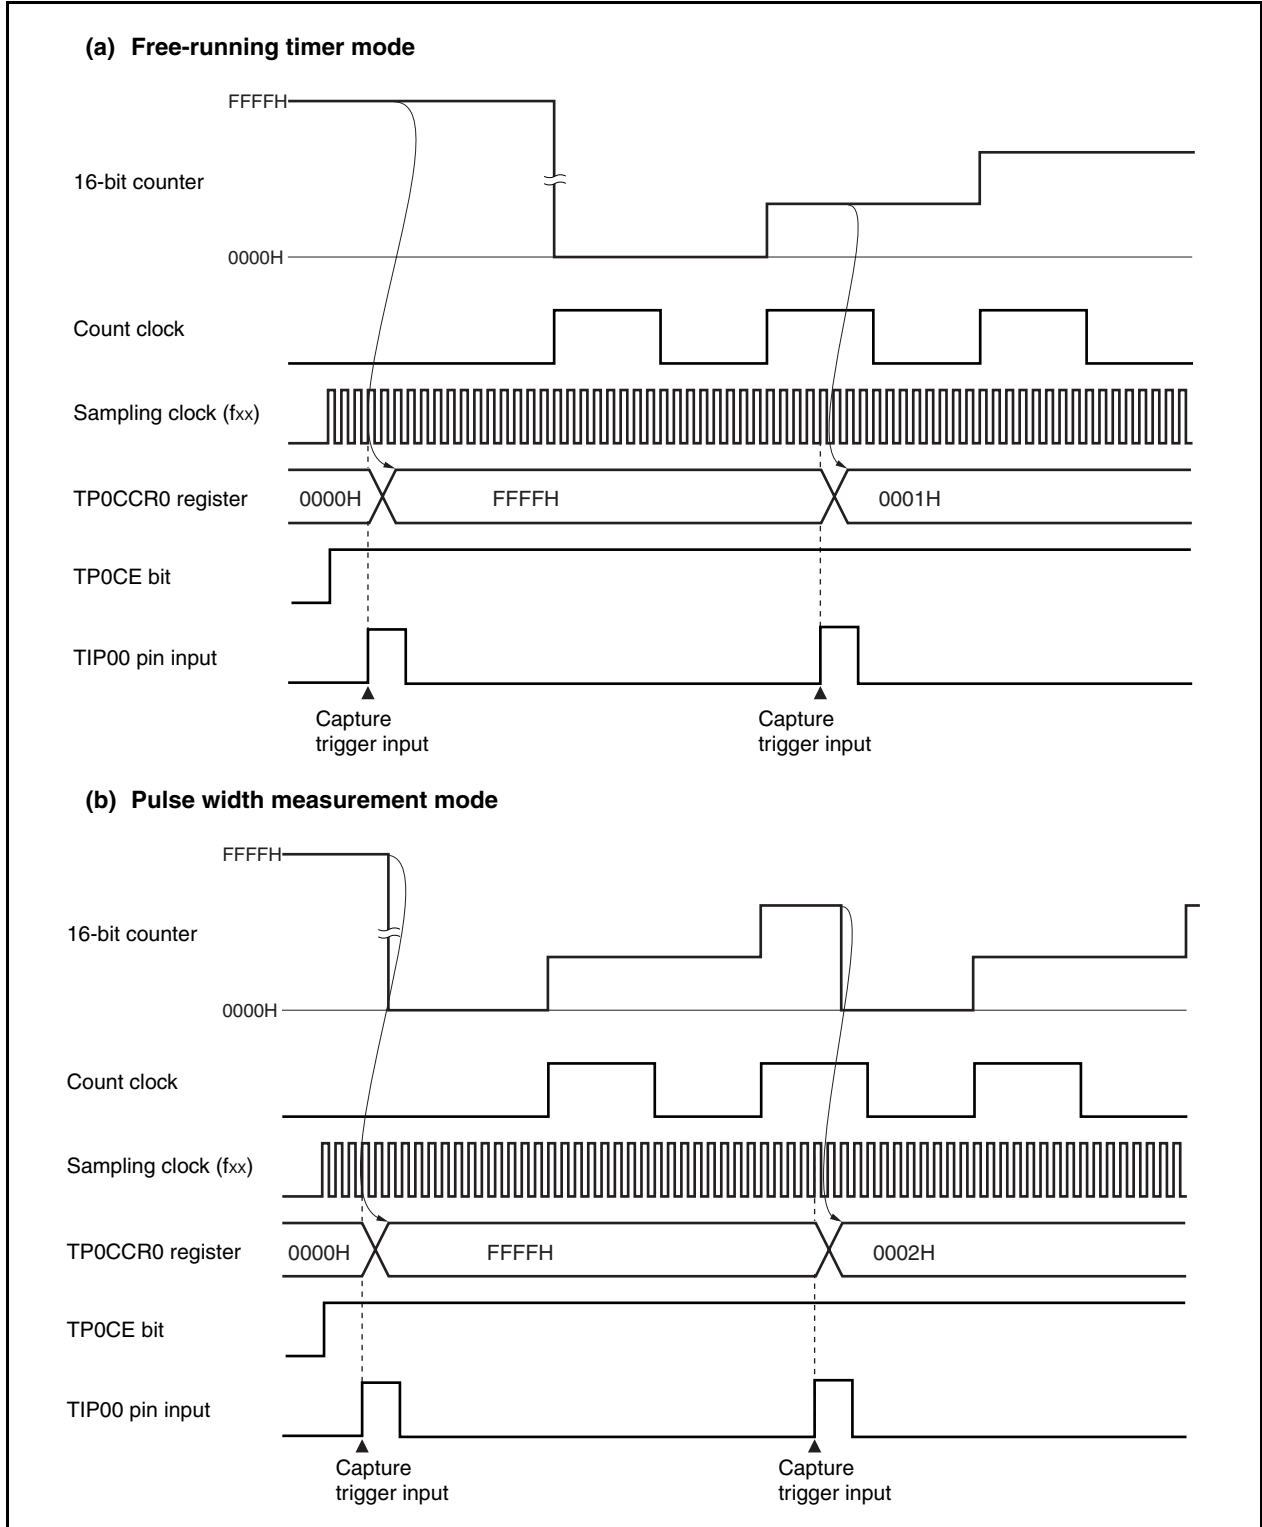 (a) Free-running timer mode
FFFFH
16-bit counter
0000H
Count clock
Sampling clock (fxx)
TP0CCR0 register
0000H
FFFFH
0001H
TP0CE bit
TIP00 pin input
Capture
trigger input
Capture
trigger input
(b) Pulse width measurement mode
FFFFH
16-bit counter
0000H
Count clock
Sampling clock (fxx)
TP0CCR0 register
0000H
FFFFH
0002H
TP0CE bit
TIP00 pin input
Capture
trigger input
Capture
trigger input